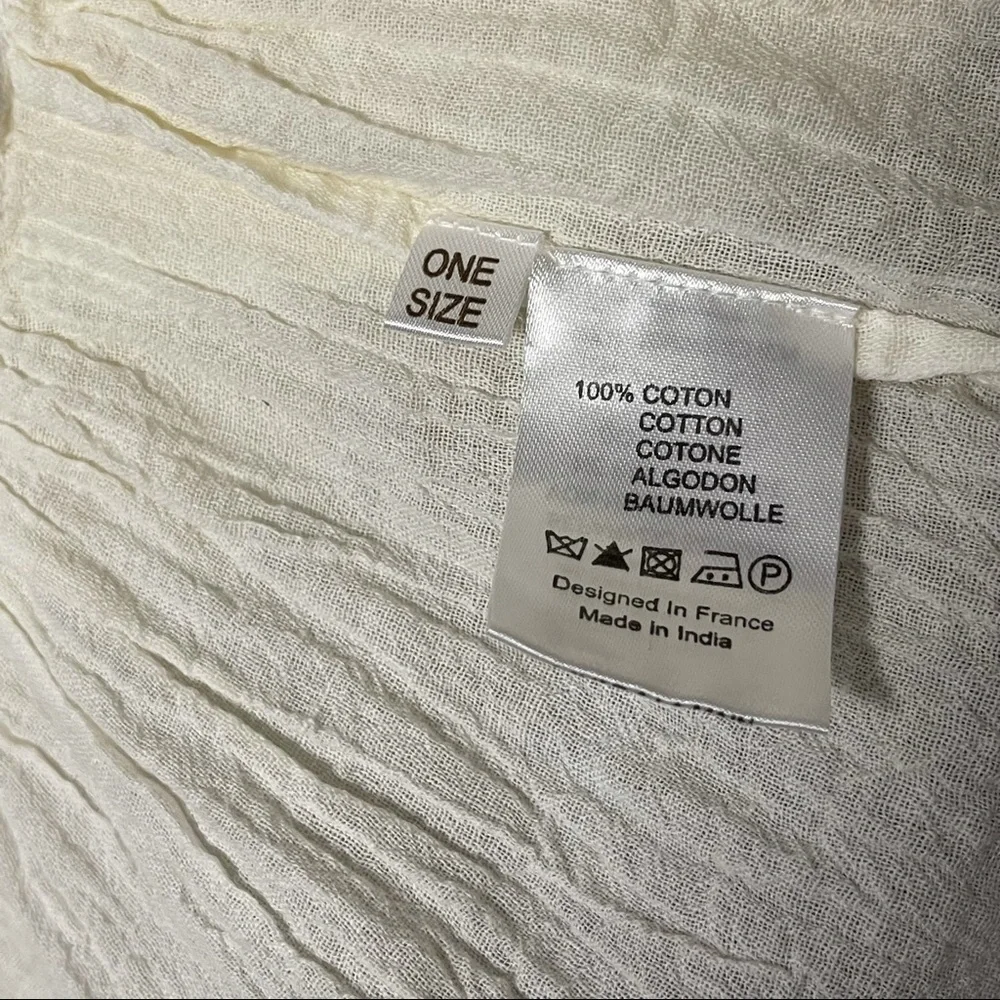 ONE
SIZE
100% COTON
COTTON
COTONE
ALGODON
BAUMWOLLE
P
Designed In France
Made in India